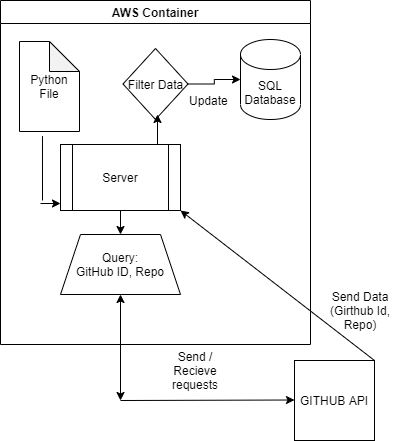 AWS Container
Python
File
Filter Data
Update
SQL
Database
Server
Query:
GitHub ID, Repo
Send Data
(Girthub Id,
Repo)
Send /
Recieve
requests
GITHUB API